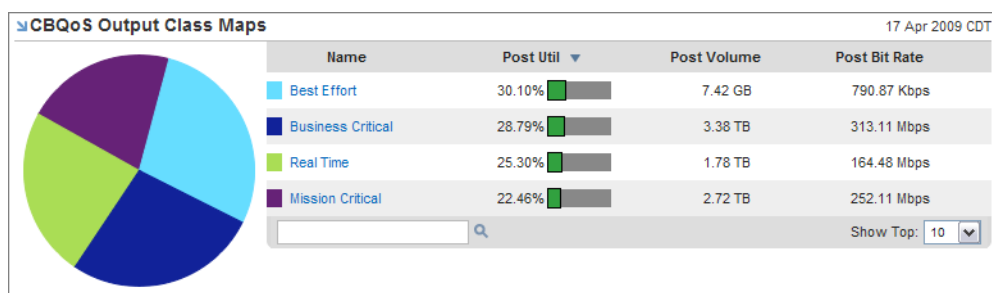 CBQoS Output Class Maps
17 Apr 2009 CDT
Name Post Util Post Volume Post Bit Rate
Best Effort 30.10% 7.42 GB 790.87 Kbps
Business Critical 28.79% 3.38 TB 313.11 Mbps
Real Time 25.30% 1.78 TB 164.48 Mbps
Mission Critical 22.46% 2.72 TB 252.11 Mbps
Show Top: 10